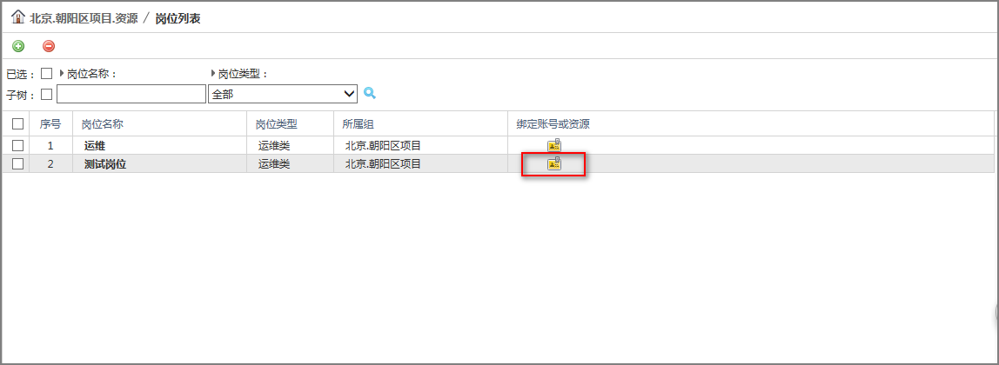 北京.朝阳区项目.资源 / 岗位列表
已选： 岗位名称： 岗位类型：
子树： 全部
序号 岗位名称 岗位类型 所属组 绑定账号或资源
1 运维 运维类 北京.朝阳区项目
2 测试岗位 运维类 北京.朝阳区项目